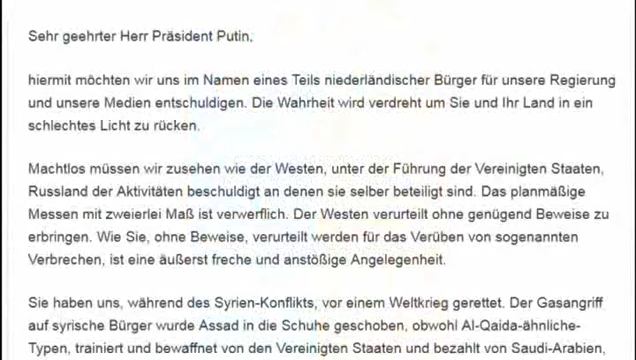 Sehr geehrter Herr Präsident Putin,
hiermit möchten wir uns im Namen eines Teils niederländischer Bürger für unsere Regierung
und unsere Medien entschuldigen. Die Wahrheit wird verdreht um Sie und Ihr Land in ein
schlechtes Licht zu rücken.
Machtlos müssen wir zusehen wie der Westen, unter der Führung der Vereinigten Staaten,
Russland der Aktivitäten beschuldigt an denen sie selber beteiligt sind. Das planmäßige
Messen mit zweierlei Maß ist verwerflich. Der Westen verurteilt ohne genügend Beweise zu
erbringen. Wie Sie, ohne Beweise, verurteilt werden für das Verüben von sogenannten
Verbrechen, ist eine äußerst freche und anstößige Angelegenheit.
Sie haben uns, während des Syrien-Konflikts, vor einem Weltkrieg gerettet. Der Gasangriff
auf syrische Bürger wurde Assad in die Schuhe geschoben, obwohl Al-Qaida-ähnliche-
Typen, trainiert und bewaffnet von den Vereinigten Staaten und bezahlt von Saudi-Arabien,